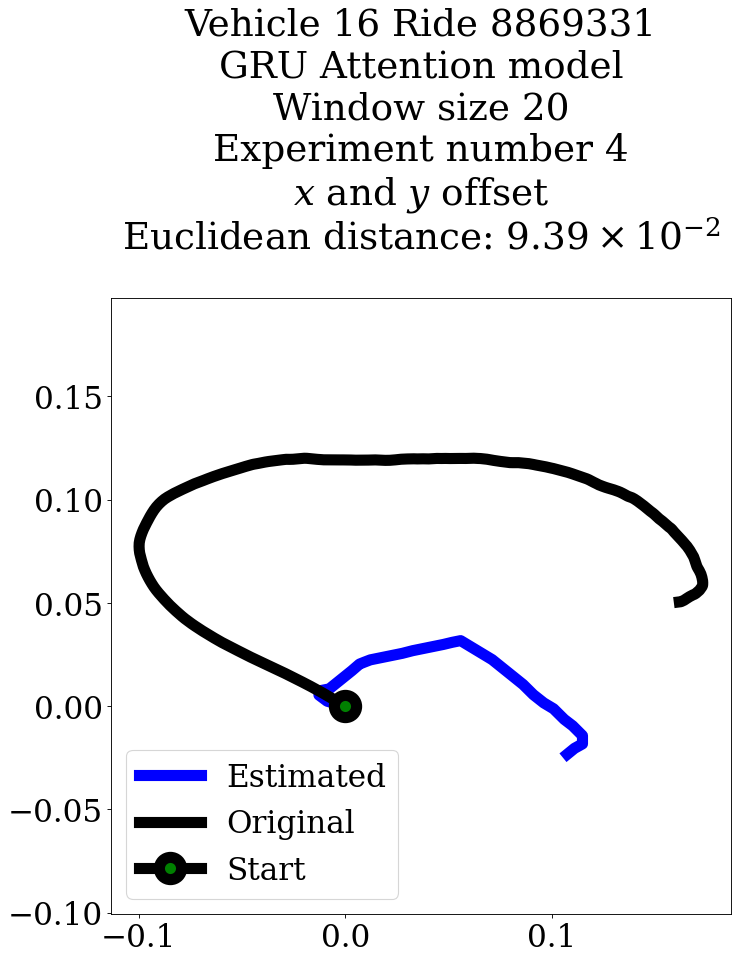 Vehicle 16 Ride 8869331
GRU Attention model
Window size 20
Experiment number 4
x and y offset
Euclidean distance: 9.39 × 10⁻²
0.15
0.10
0.05
0.00
−0.05
−0.10
−0.1 0.0 0.1
Estimated
Original
Start